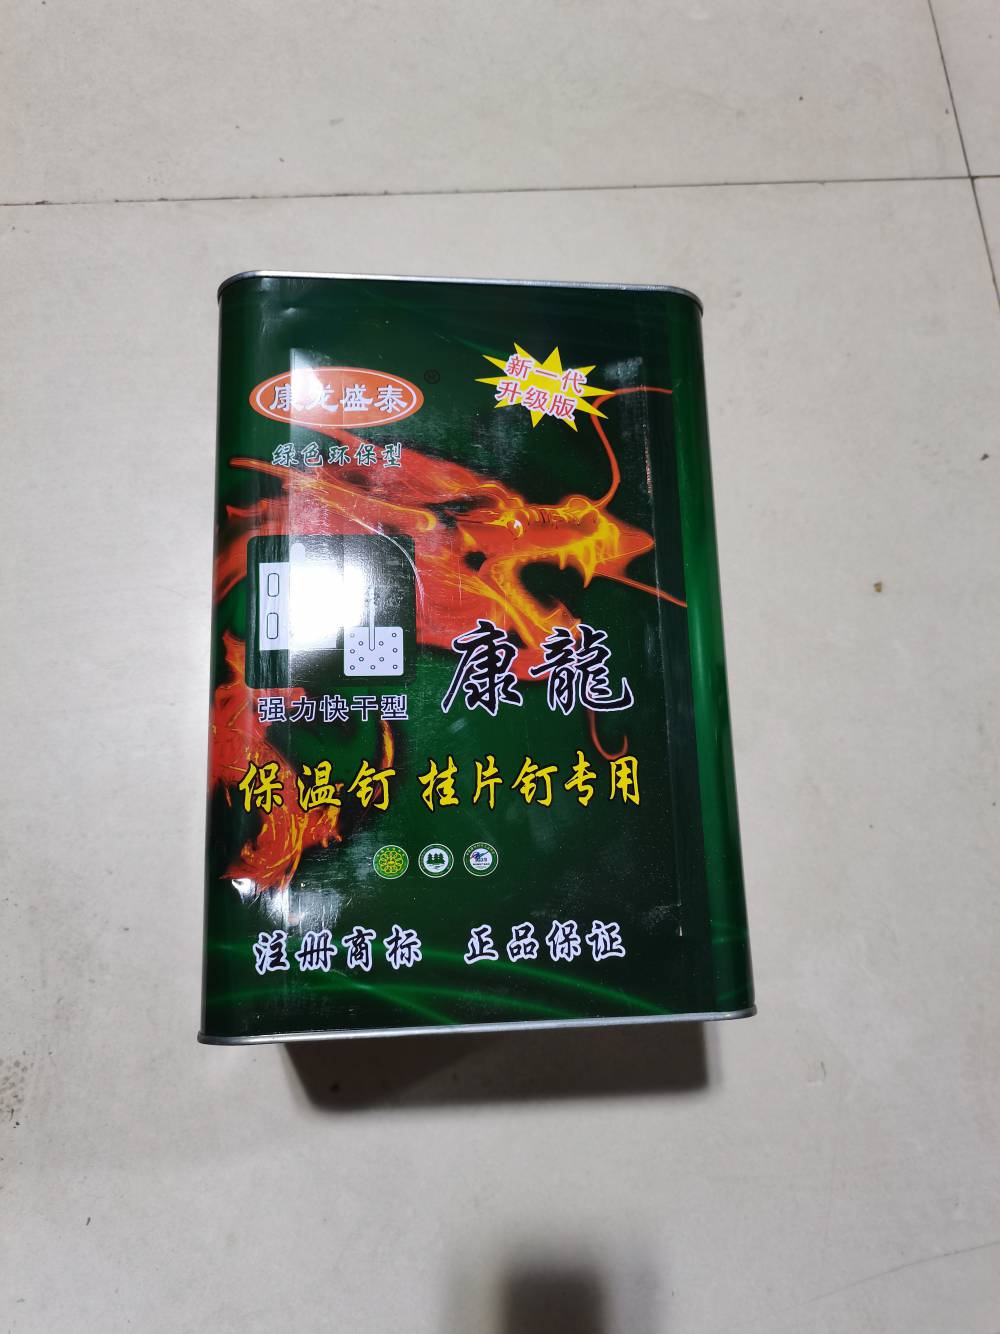 新一代
升级版
康龙盛泰
®
绿色环保型
康龍
强力快干型
保温钉 挂片钉专用
注册商标 正品保证